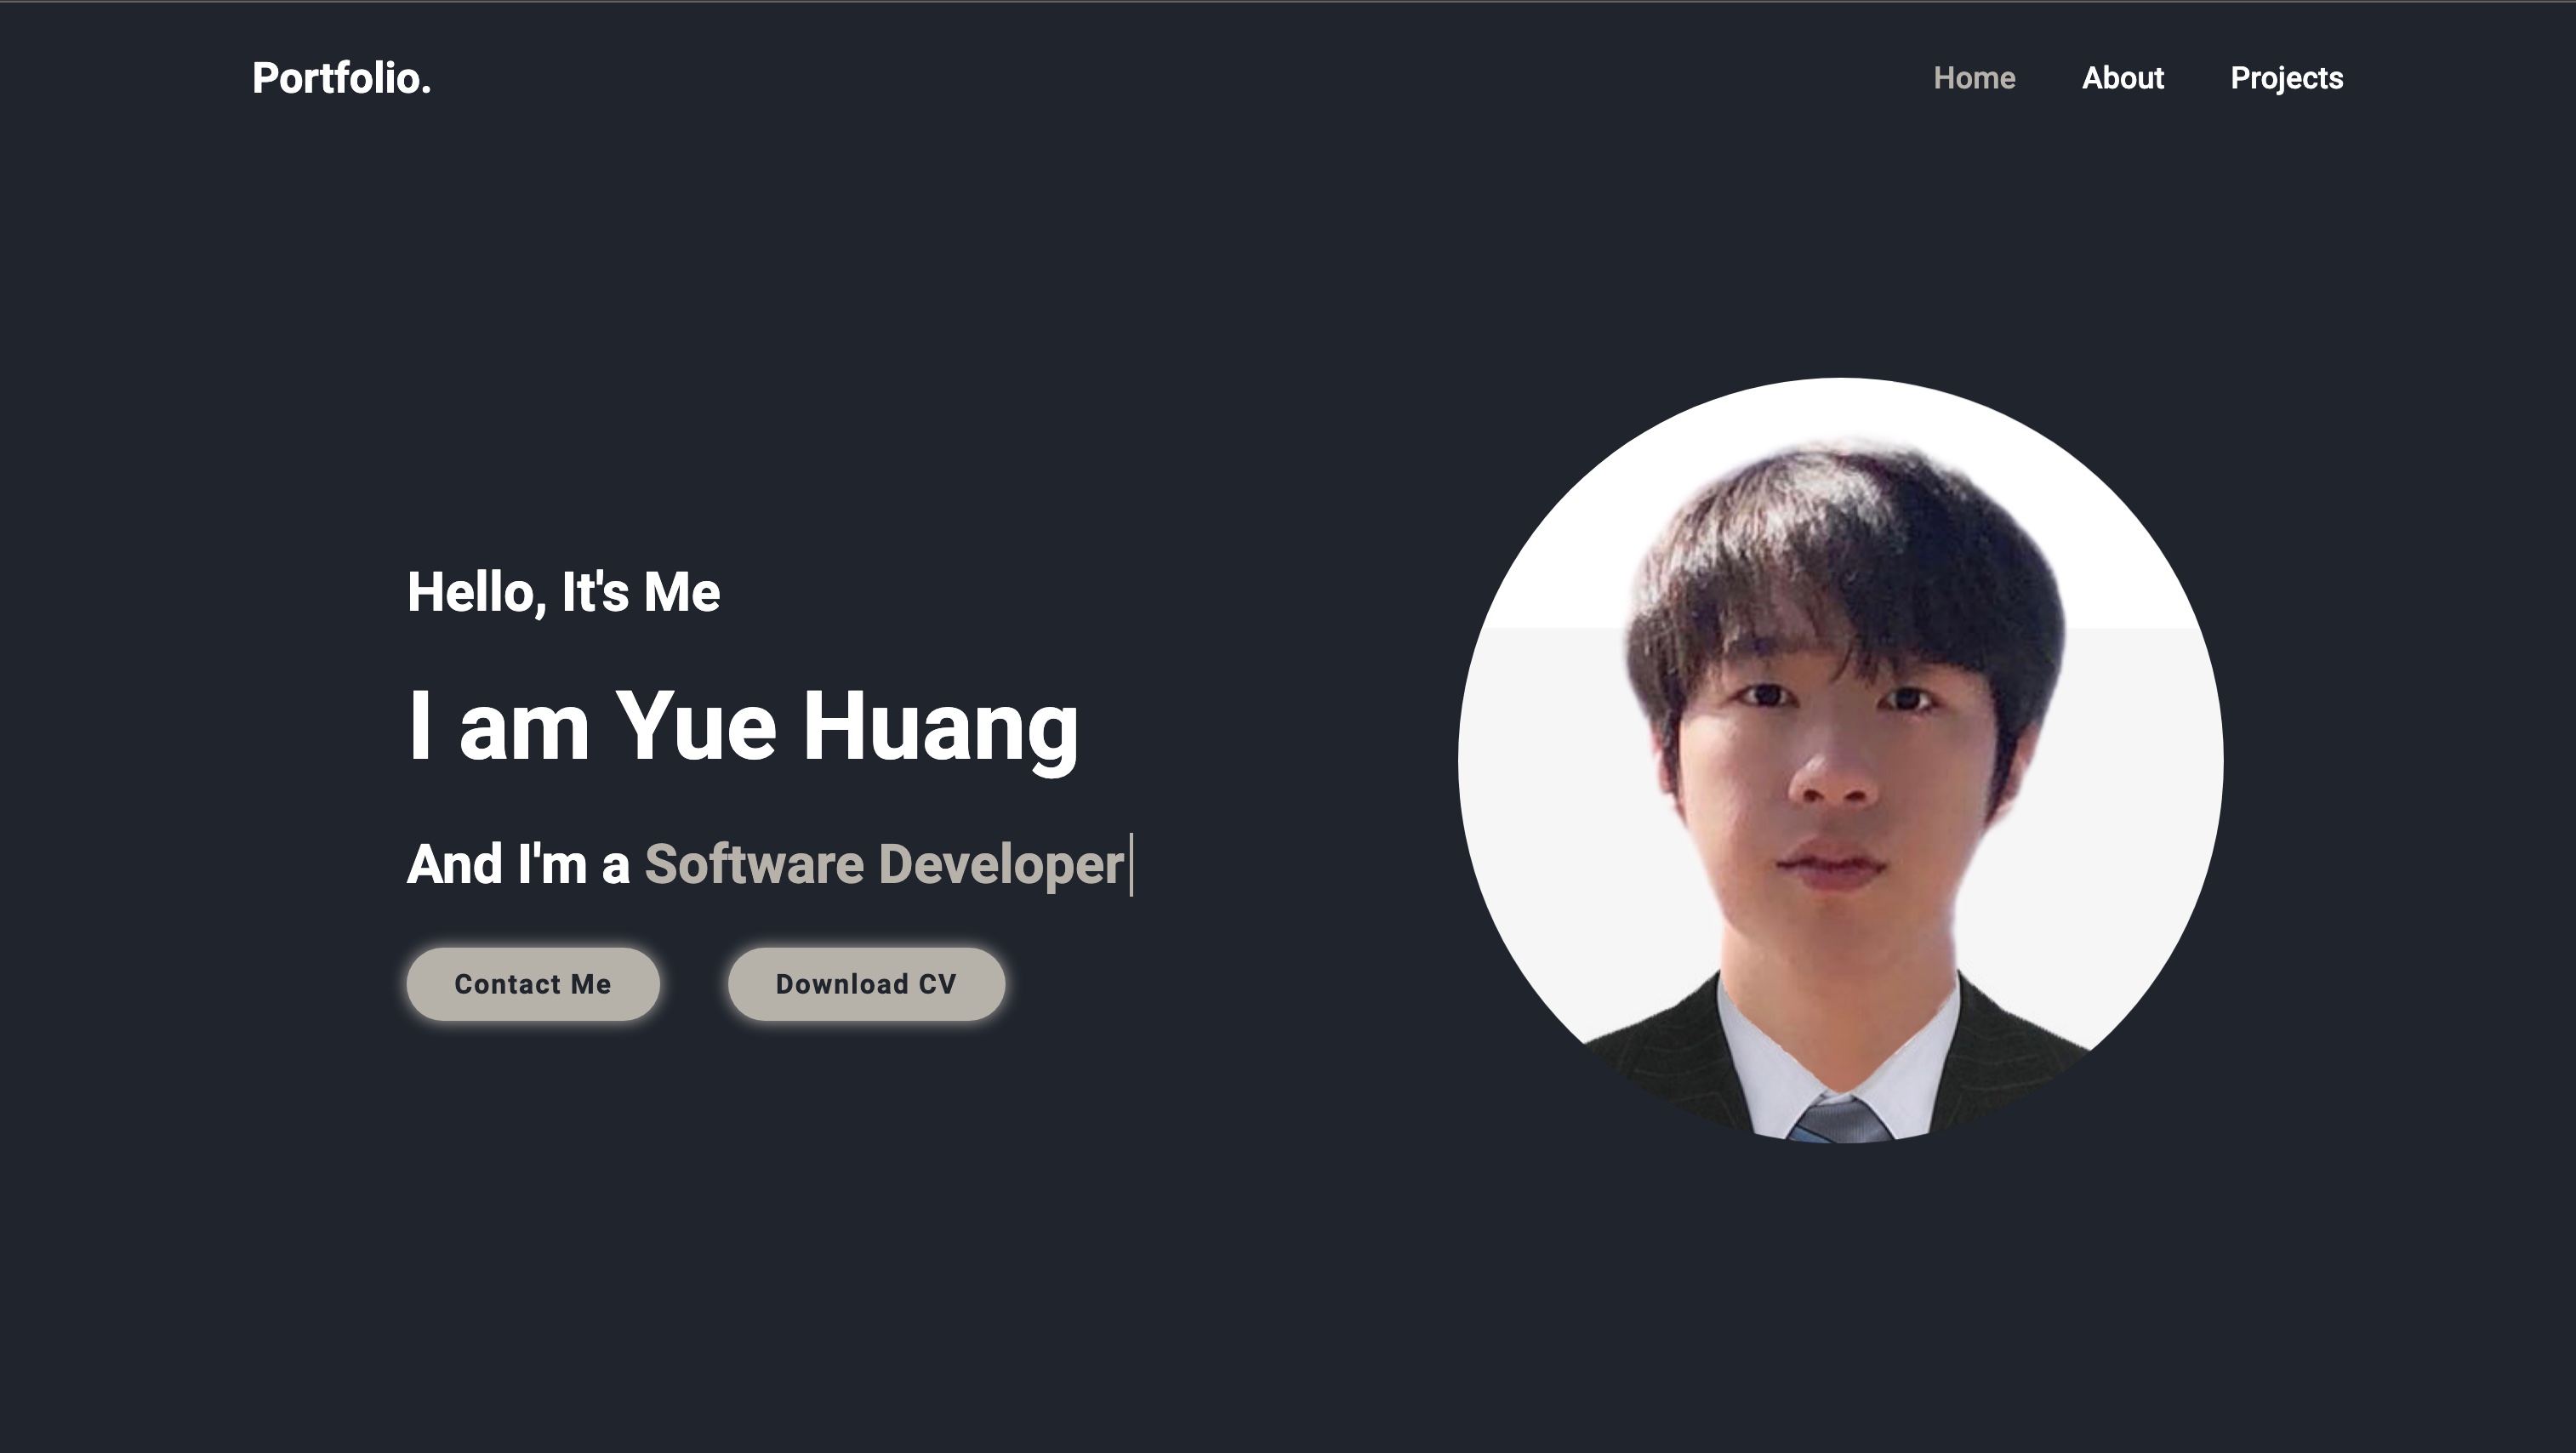 Portfolio.
Home About Projects
Hello, It's Me
I am Yue Huang
And I'm a Software Developer
Contact Me Download CV